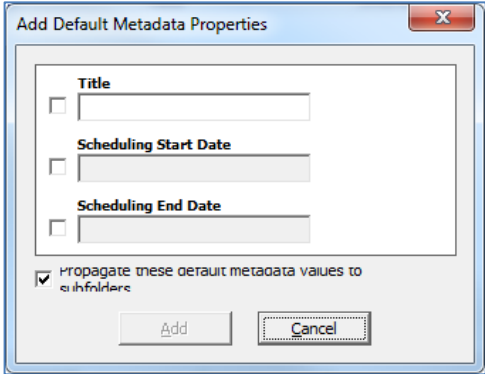 Add Default Metadata Properties
Title
Scheduling Start Date
Scheduling End Date
Propagate these default metadata values to
subfolders
Add
Cancel